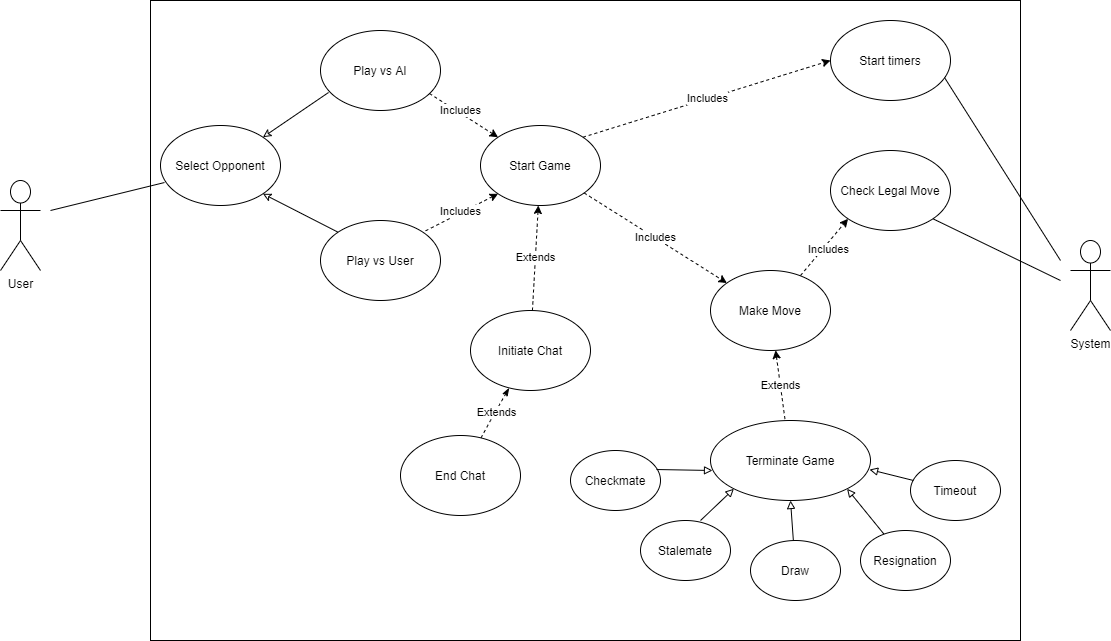 Play vs AI
Start timers
Includes
Includes
Select Opponent
Start Game
Check Legal Move
Includes
Includes
Includes
Play vs User
Extends
User
Make Move
System
Initiate Chat
Extends
Extends
Terminate Game
End Chat
Checkmate
Timeout
Stalemate
Resignation
Draw